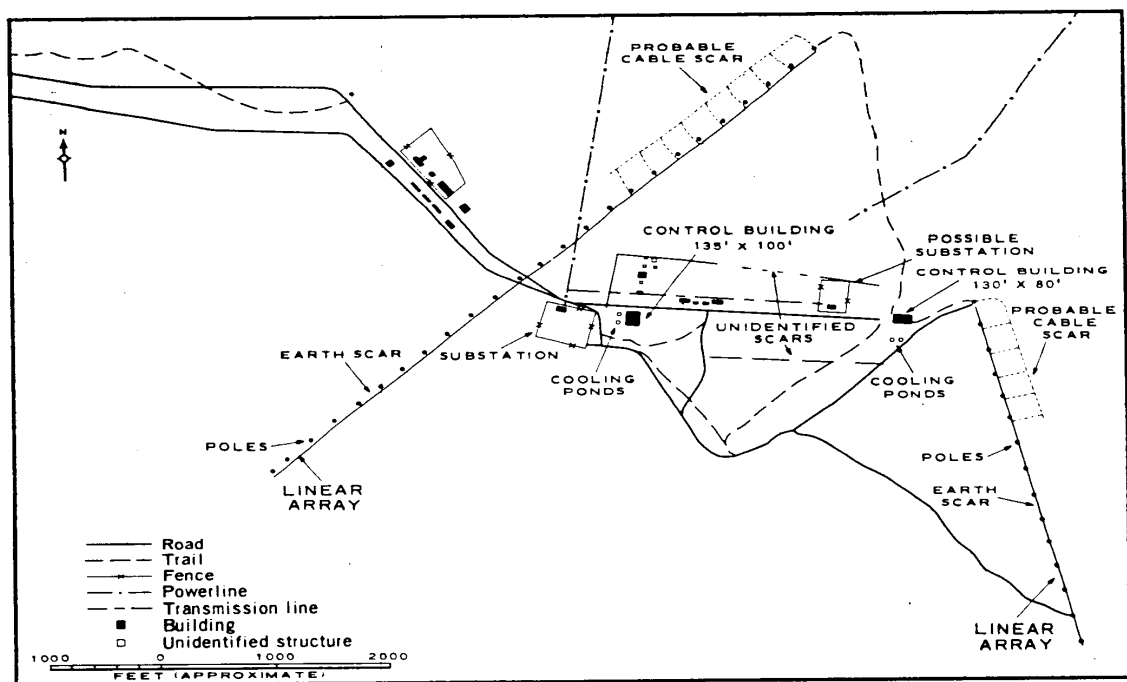 PROBABLE
CABLE SCAR
N
CONTROL BUILDING
135' X 100'
POSSIBLE
SUBSTATION
CONTROL BUILDING
130' X 80'
PROBABLE
CABLE
SCAR
UNIDENTIFIED
SCARS
EARTH SCAR
SUBSTATION
COOLING
PONDS
COOLING
PONDS
POLES
LINEAR
ARRAY
POLES
EARTH
SCAR
LINEAR
ARRAY
Road
Trail
Fence
Powerline
Transmission line
Building
Unidentified structure
1000 0 1000 2000
FEET (APPROXIMATE)